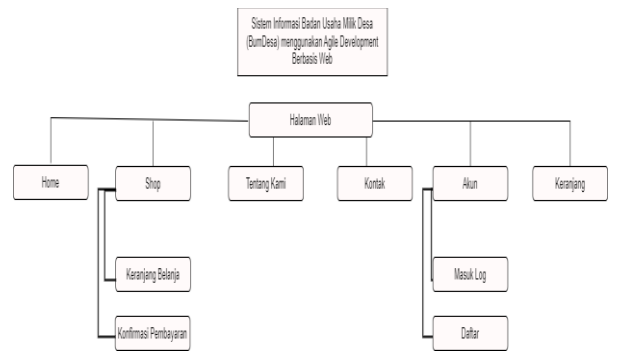 Sistem Informasi Badan Usaha Milik Desa
(BumDesa) menggunakan Agile Development
Berbasis Web
Halaman Web
Home
Shop
Tentang Kami
Kontak
Akun
Keranjang
Keranjang Belanja
Masuk Log
Konfirmasi Pembayaran
Daftar